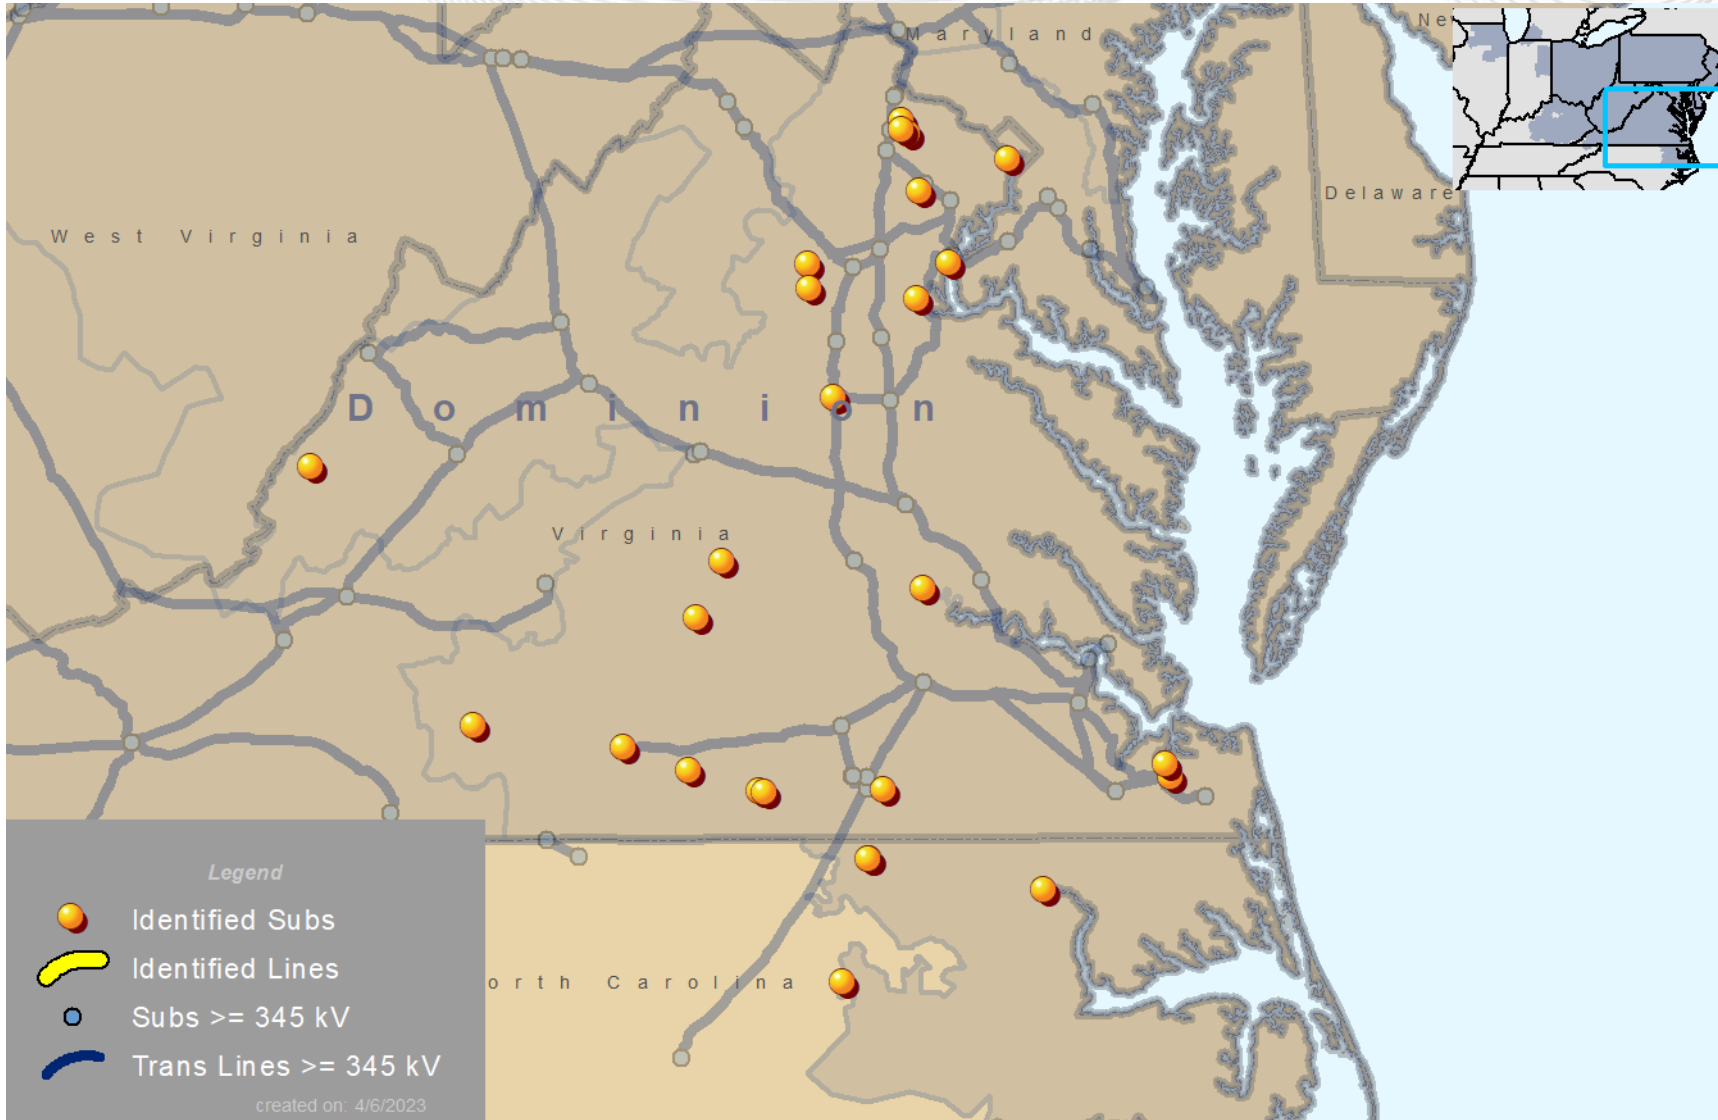 Ne
Maryland
Delaware
West Virginia
Dominion
Virginia
orth Carolina
Legend
Identified Subs
Identified Lines
Subs >= 345 kV
Trans Lines >= 345 kV
created on: 4/6/2023